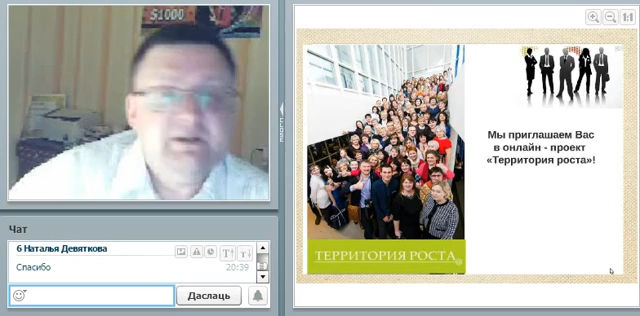 $1000
Чат
6 Наталья Девяткова
Спасибо
20:39
Даслаць
ТЕРРИТОРИЯ РОСТА
Мы приглашаем Вас
в онлайн - проект
«Территория роста»!
1:1